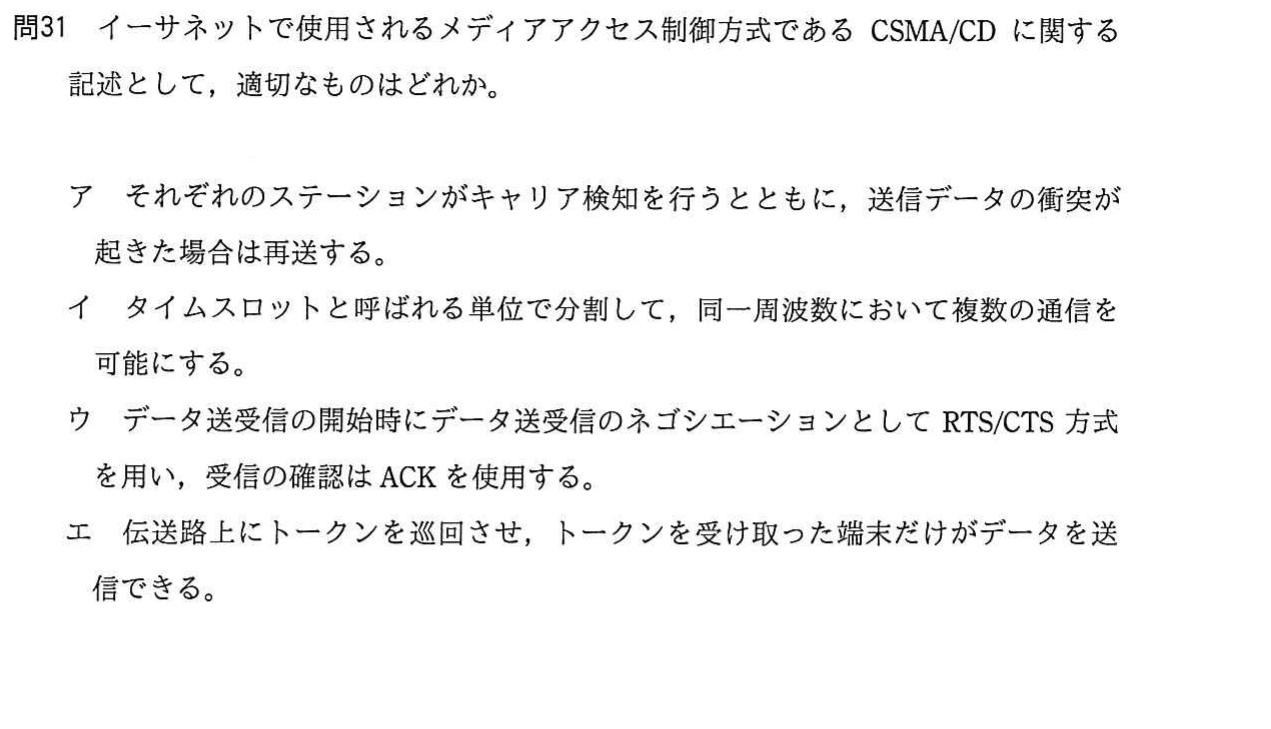 問31 イーサネットで使用されるメディアアクセス制御方式である CSMA/CD に関する
記述として，適切なものはどれか。
ア それぞれのステーションがキャリア検知を行うとともに，送信データの衝突が
起きた場合は再送する。
イ タイムスロットと呼ばれる単位で分割して，同一周波数において複数の通信を
可能にする。
ウ データ送受信の開始時にデータ送受信のネゴシエーションとして RTS/CTS 方式
を用い，受信の確認は ACK を使用する。
エ 伝送路上にトークンを巡回させ，トークンを受け取った端末だけがデータを送
信できる。